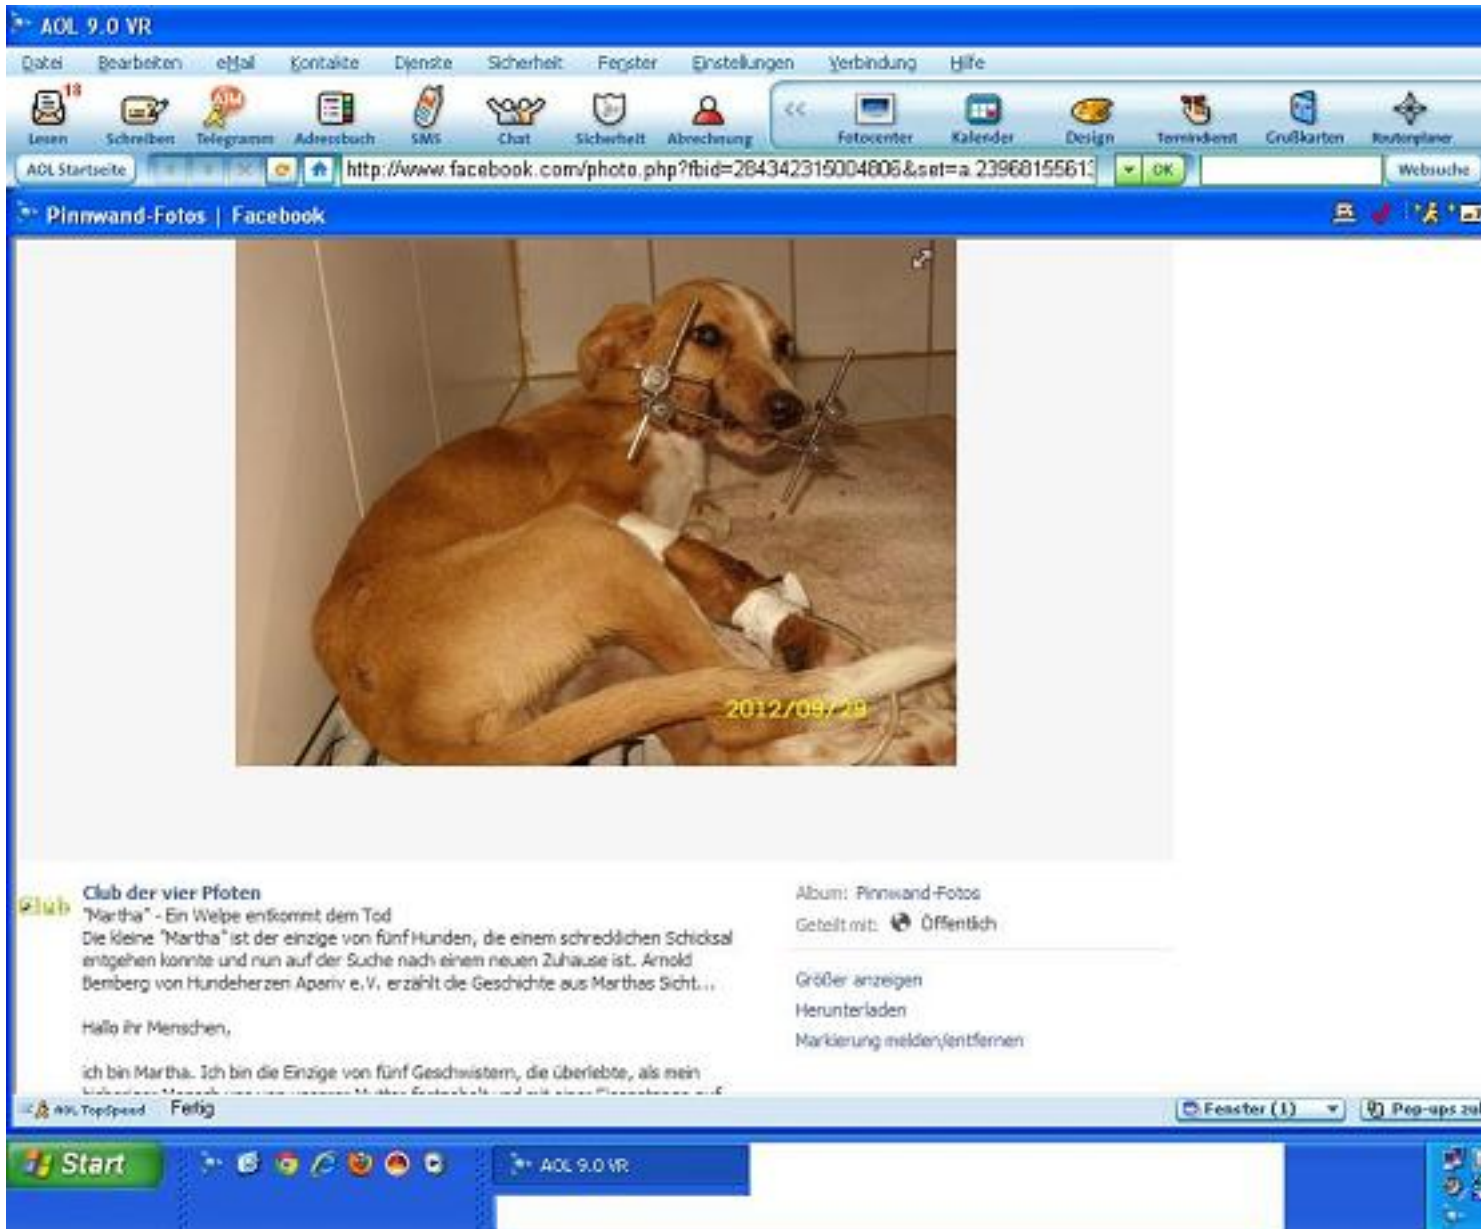 AOL 9.0 VR
Datei Bearbeiten eMail Kontakte Dienste Sicherheit Fenster Einstellungen Verbindung Hilfe
18
Lesen Schreiben Telegramm Adressbuch SMS Chat Sicherheit Abrechnung << Fotocenter Kalender Design Termindienst Grußkarten Routenplaner
AOL Startseite http://www.facebook.com/photo.php?fbid=284342315004806&set=a.23968155613 OK Websuche
Pinnwand-Fotos | Facebook
2012/09/29
Club
Club der vier Pfoten
"Martha" - Ein Welpe entkommt dem Tod
Die kleine "Martha" ist der einzige von fünf Hunden, die einem schrecklichen Schicksal
entgehen konnte und nun auf der Suche nach einem neuen Zuhause ist. Arnold
Bemberg von Hundeherzen Apariv e.V. erzählt die Geschichte aus Marthas Sicht...
Hallo ihr Menschen,
ich bin Martha. Ich bin die Einzige von fünf Geschwistern, die überlebte, als mein
Album: Pinnwand-Fotos
Geteilt mit: Öffentlich
Größer anzeigen
Herunterladen
Markierung melden/entfernen
AOL TopSpeed Fertig Fenster (1) Pop-ups zul
Start AOL 9.0 VR